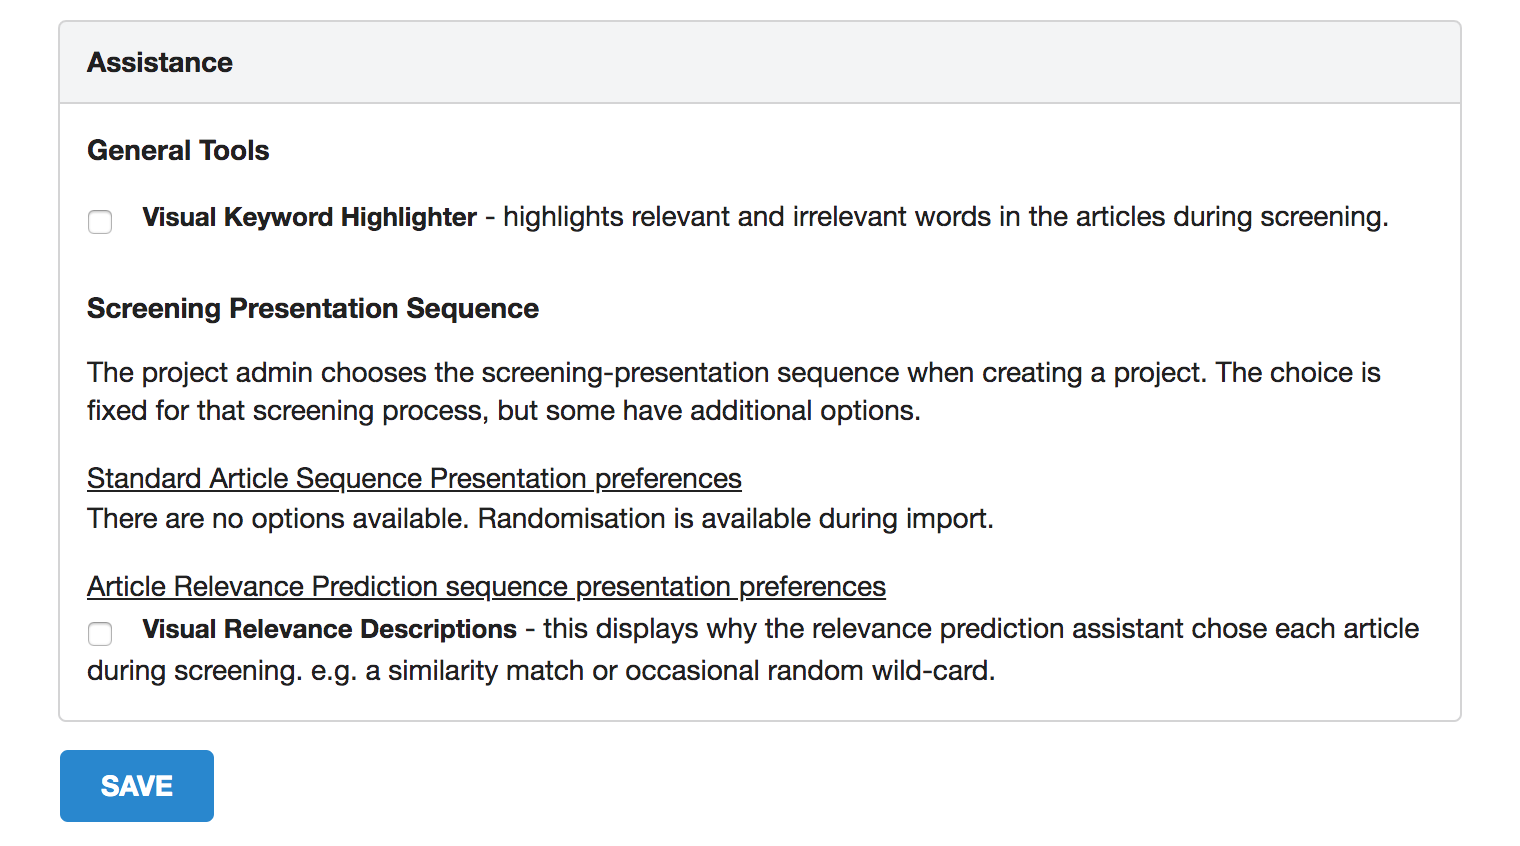 Assistance
General Tools
Visual Keyword Highlighter - highlights relevant and irrelevant words in the articles during screening.
Screening Presentation Sequence
The project admin chooses the screening-presentation sequence when creating a project. The choice is
fixed for that screening process, but some have additional options.
Standard Article Sequence Presentation preferences
There are no options available. Randomisation is available during import.
Article Relevance Prediction sequence presentation preferences
Visual Relevance Descriptions - this displays why the relevance prediction assistant chose each article
during screening. e.g. a similarity match or occasional random wild-card.
SAVE